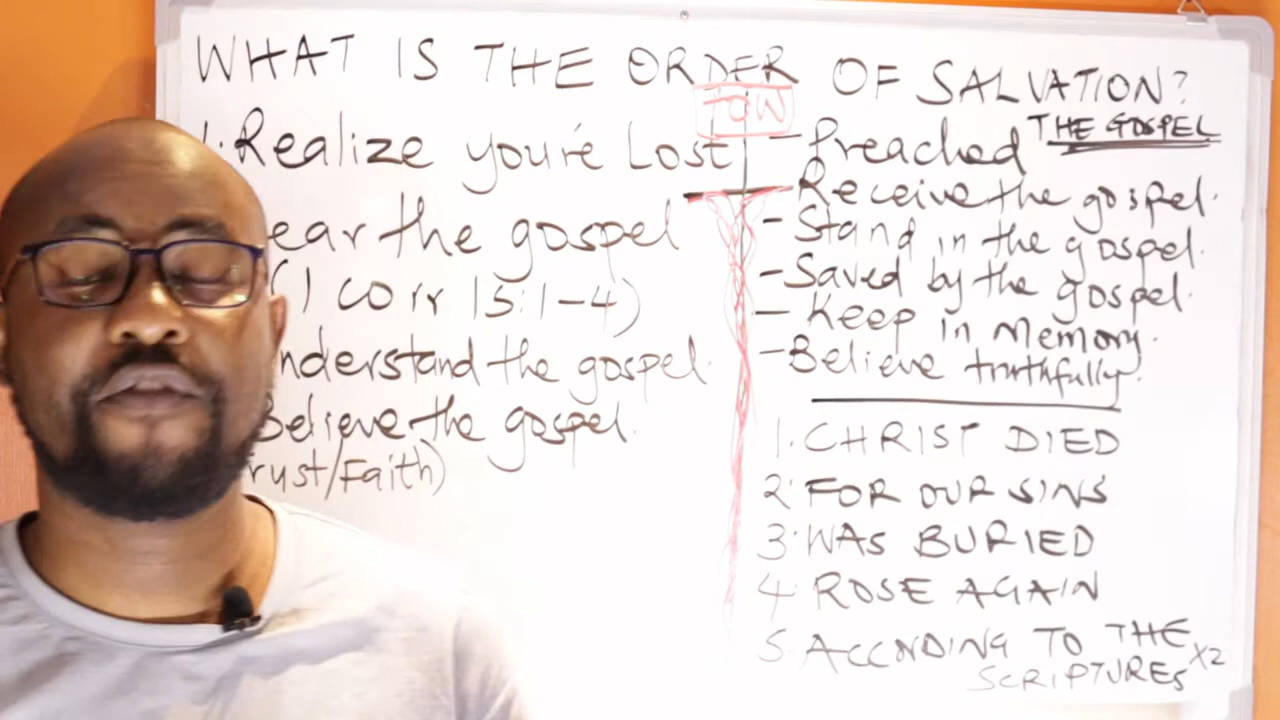 WHAT IS THE ORDER OF SALVATION?
TOW
1. Realize you're Lost
ear the gospel
(1 Corr 15:1-4)
nderstand the gospel.
Believe the gospel.
rust/Faith)
THE GOSPEL
- Preached
- Receive the gospel.
- Stand in the gospel.
- Saved by the gospel.
- Keep in Memory.
- Believe truthfully.
1. CHRIST DIED
2. FOR OUR SINS
3. WAS BURIED
4. ROSE AGAIN
5. ACCNDING TO THE
SCRIPTURES X2